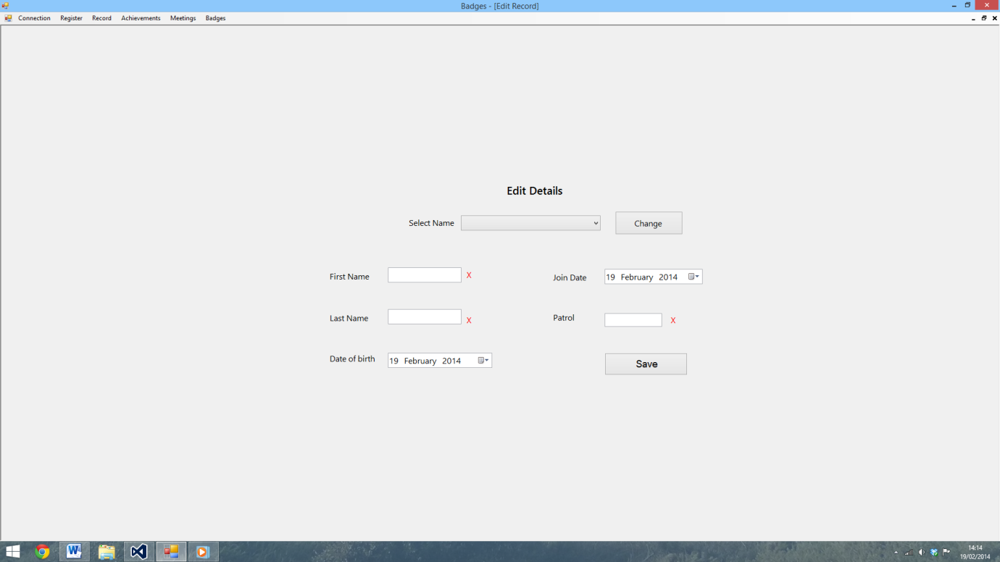 Badges - [Edit Record]
Connection Register Record Achievements Meetings Badges
Edit Details
Select Name Change
First Name X Join Date 19 February 2014
Last Name X Patrol X
Date of birth 19 February 2014 Save
14:14
19/02/2014